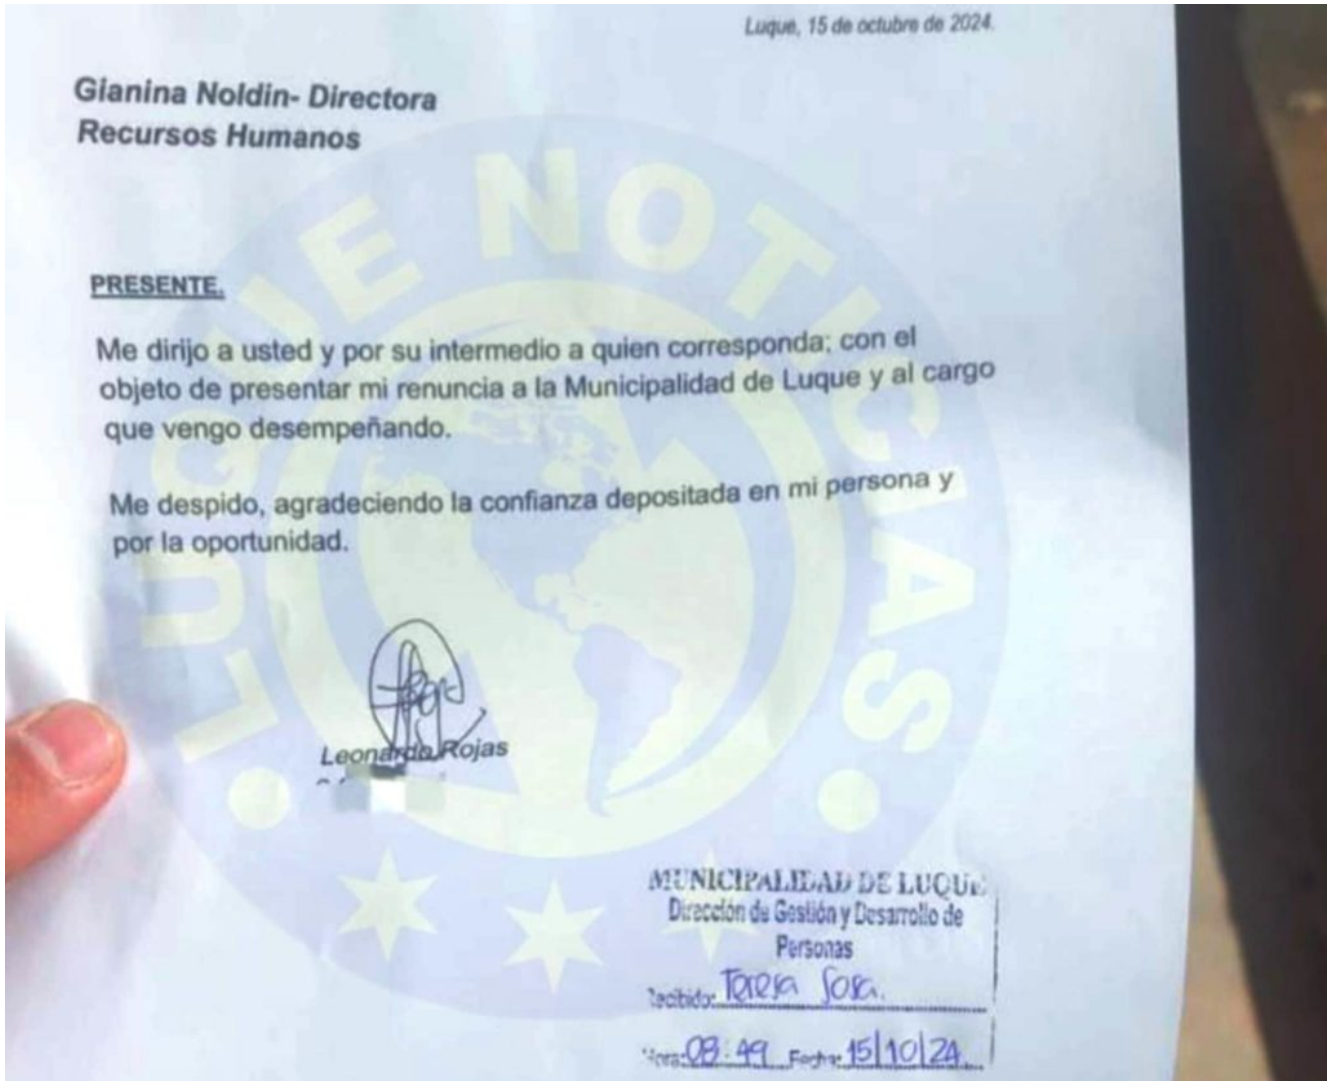 Luque, 15 de octubre de 2024.
Gianina Noldin- Directora
Recursos Humanos
PRESENTE.
Me dirijo a usted y por su intermedio a quien corresponda; con el
objeto de presentar mi renuncia a la Municipalidad de Luque y al cargo
que vengo desempeñando.
Me despido, agradeciendo la confianza depositada en mi persona y
por la oportunidad.
Leonardo Rojas
LUQUE NOTICIAS
MUNICIPALIDAD DE LUQUE
Dirección de Gestión y Desarrollo de
Personas
Recibido: Teresa Sosa.
Hora: 08:49 Fecha: 15/10/24